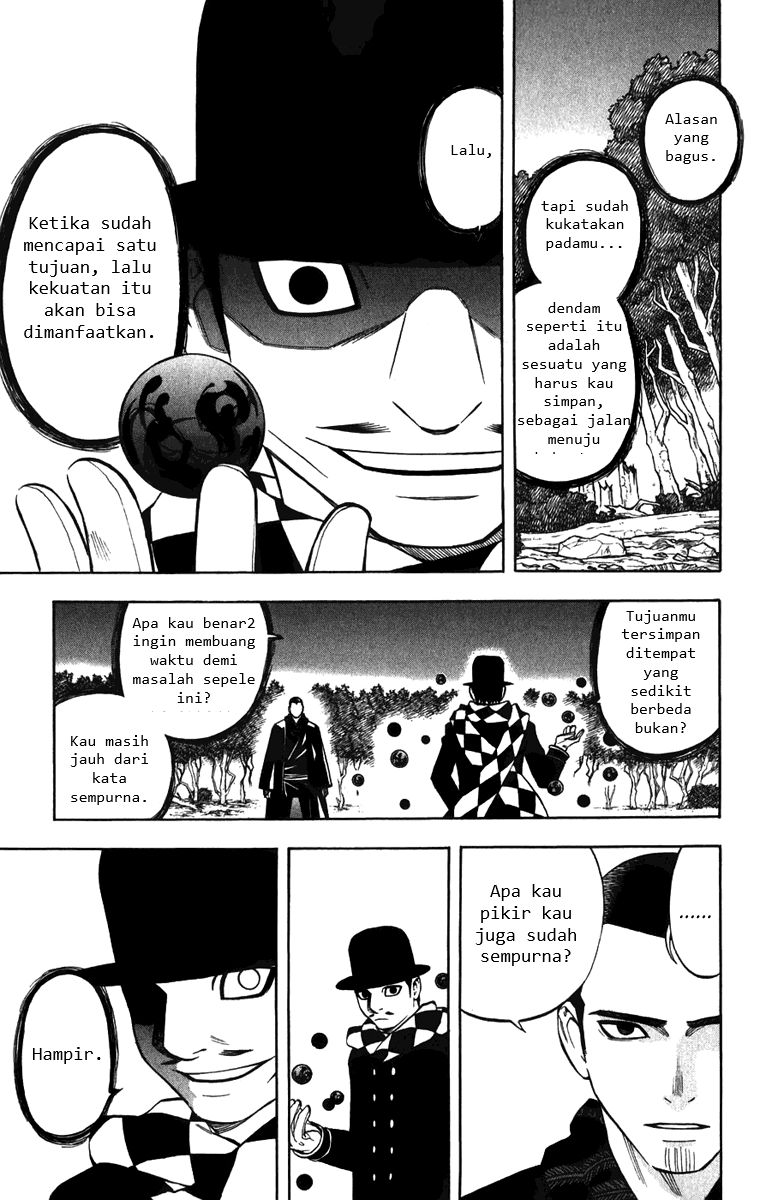 Alasan
yang
bagus.
tapi sudah
kukatakan
padamu...
dendam
seperti itu
adalah
sesuatu yang
harus kau
simpan,
sebagai jalan
menuju
Lalu,
Ketika sudah
mencapai satu
tujuan, lalu
kekuatan itu
akan bisa
dimanfaatkan.
Tujuanmu
tersimpan
ditempat
yang
sedikit
berbeda
bukan?
Apa kau benar2
ingin membuang
waktu demi
masalah sepele
ini?
Kau masih
jauh dari
kata
sempurna.
......
Apa kau
pikir kau
juga sudah
sempurna?
Hampir.